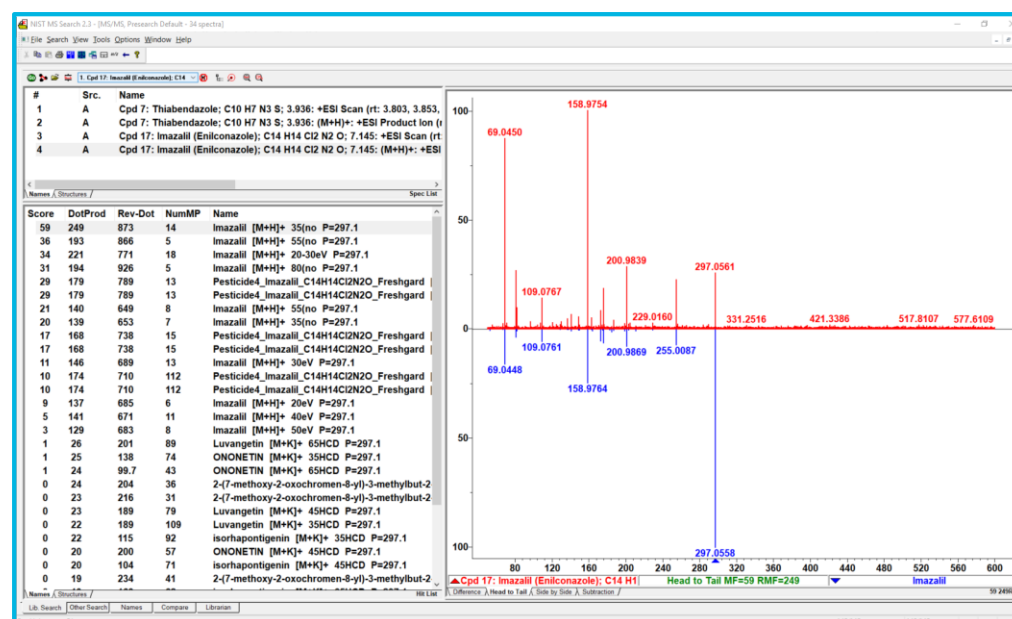 NIST MS Search 2.3 - [MS/MS, Presearch Default - 34 spectra]
File Search View Tools Options Window Help
1. Cpd 17: Imazalil (Enilconazole); C14
# Src. Name
1 A Cpd 7: Thiabendazole; C10 H7 N3 S; 3.936: +ESI Scan (rt: 3.803, 3.853,
2 A Cpd 7: Thiabendazole; C10 H7 N3 S; 3.936: (M+H)+: +ESI Product Ion (r
3 A Cpd 17: Imazalil (Enilconazole); C14 H14 Cl2 N2 O; 7.145: +ESI Scan (rt:
4 A Cpd 17: Imazalil (Enilconazole); C14 H14 Cl2 N2 O; 7.145: (M+H)+: +ESI
Names Structures Spec List
Score DotProd Rev-Dot NumMP Name
59 249 873 14 Imazalil [M+H]+ 35(no P=297.1
36 193 866 5 Imazalil [M+H]+ 55(no P=297.1
34 221 771 18 Imazalil [M+H]+ 20-30eV P=297.1
31 194 926 5 Imazalil [M+H]+ 80(no P=297.1
29 179 789 13 Pesticide4_Imazalil_C14H14Cl2N2O_Freshgard |
29 179 789 13 Pesticide4_Imazalil_C14H14Cl2N2O_Freshgard |
21 140 649 8 Imazalil [M+H]+ 55(no P=297.1
20 139 653 7 Imazalil [M+H]+ 35(no P=297.1
17 168 738 15 Pesticide4_Imazalil_C14H14Cl2N2O_Freshgard |
17 168 738 15 Pesticide4_Imazalil_C14H14Cl2N2O_Freshgard |
11 146 689 13 Imazalil [M+H]+ 30eV P=297.1
10 174 710 112 Pesticide4_Imazalil_C14H14Cl2N2O_Freshgard |
10 174 710 112 Pesticide4_Imazalil_C14H14Cl2N2O_Freshgard |
9 137 685 6 Imazalil [M+H]+ 20eV P=297.1
5 141 671 11 Imazalil [M+H]+ 40eV P=297.1
3 129 683 8 Imazalil [M+H]+ 50eV P=297.1
1 26 201 89 Luvangetin [M+K]+ 65HCD P=297.1
1 25 138 74 ONONETIN [M+K]+ 35HCD P=297.1
1 24 99.7 43 ONONETIN [M+K]+ 65HCD P=297.1
0 24 204 36 2-(7-methoxy-2-oxochromen-8-yl)-3-methylbut-2
0 23 216 31 2-(7-methoxy-2-oxochromen-8-yl)-3-methylbut-2
0 23 189 79 Luvangetin [M+K]+ 45HCD P=297.1
0 22 189 109 Luvangetin [M+K]+ 35HCD P=297.1
0 22 115 92 isorhapontigenin [M+K]+ 35HCD P=297.1
0 20 200 57 ONONETIN [M+K]+ 45HCD P=297.1
0 20 104 71 isorhapontigenin [M+K]+ 45HCD P=297.1
0 19 234 41 2-(7-methoxy-2-oxochromen-8-yl)-3-methylbut-2
Names Structures Hit List
Lib. Search Other Search Names Compare Librarian
100
158.9754
69.0450
50
200.9839
297.0561
109.0767
229.0160
331.2516
421.3386
517.8107
577.6109
0
109.0761
200.9869
255.0087
69.0448
158.9764
50
100
297.0558
80 120 160 200 240 280 320 360 400 440 480 520 560 600
Cpd 17: Imazalil (Enilconazole); C14 H1 Head to Tail MF=59 RMF=249 Imazalil
Difference Head to Tail Side by Side Subtraction